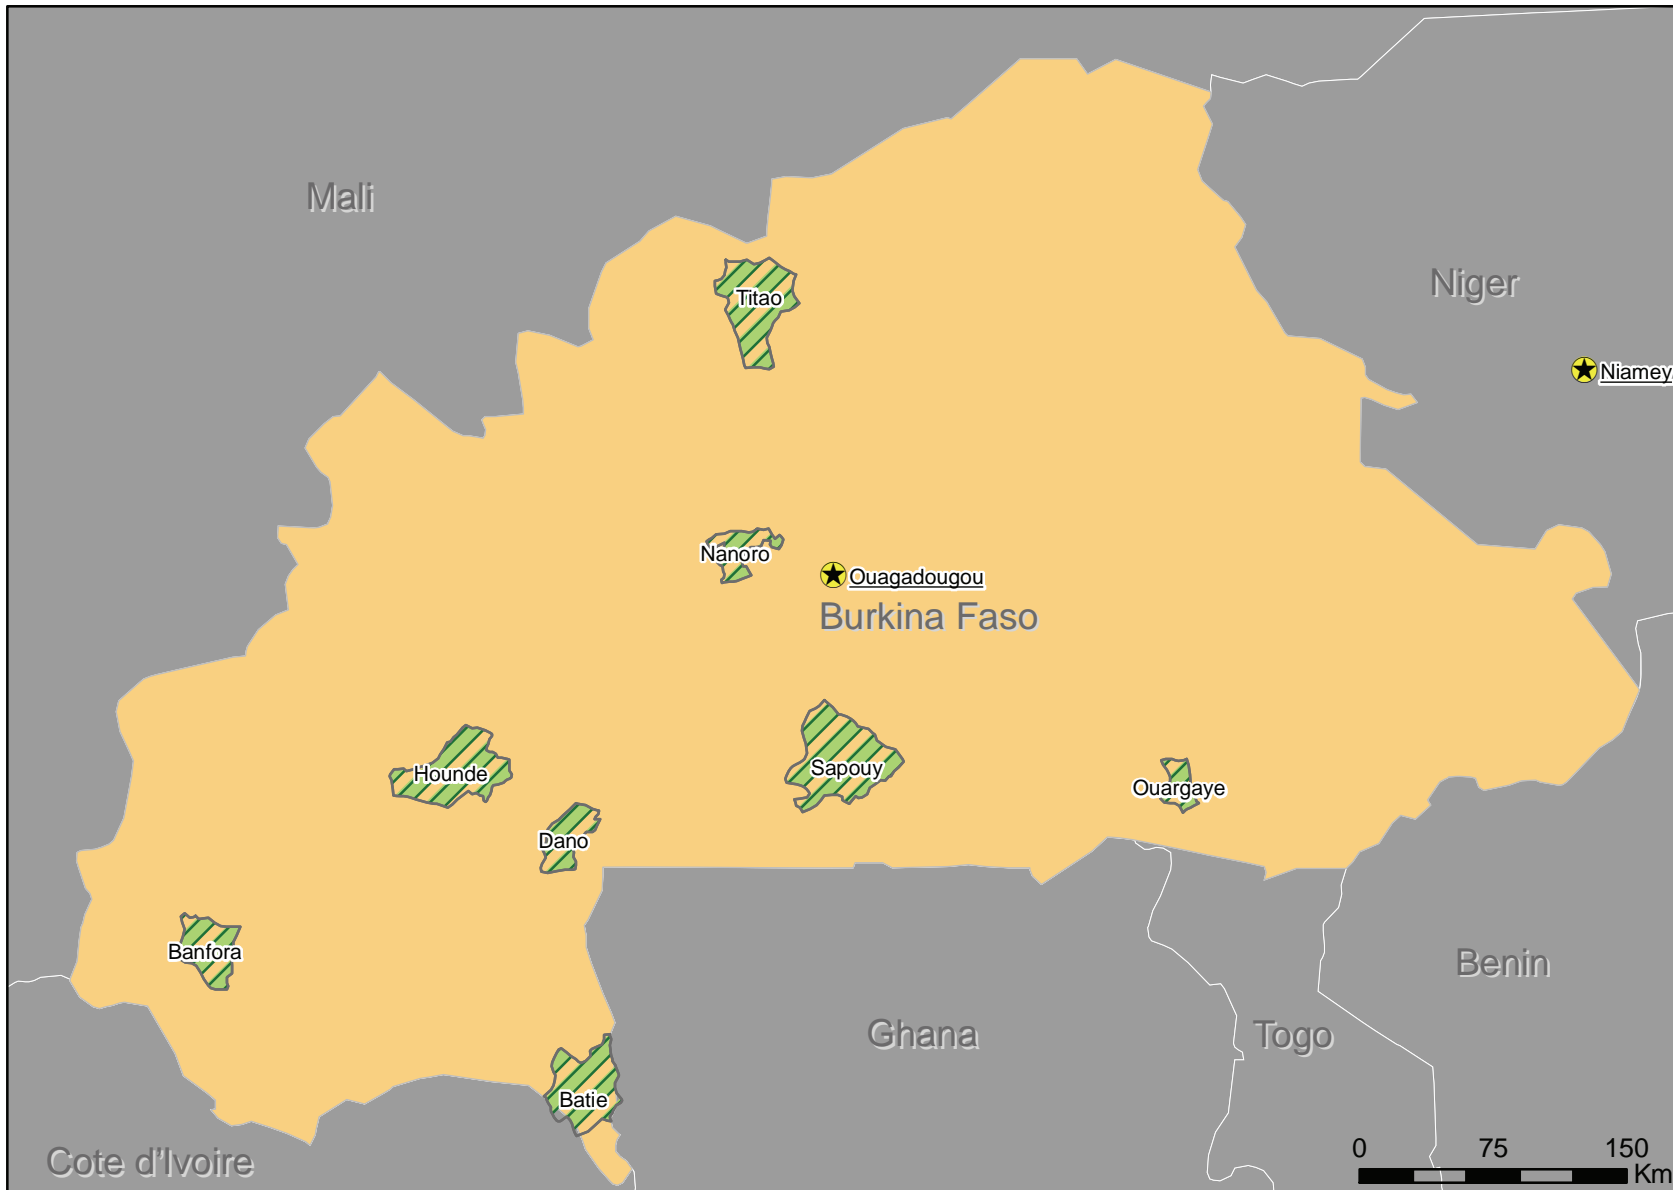 Mali
Niger
Titao
Niamey
Nanoro
Ouagadougou
Burkina Faso
Hounde
Sapouy
Ouargaye
Dano
Banfora
Benin
Ghana
Togo
Batie
Cote d'Ivoire
0 75 150
Km